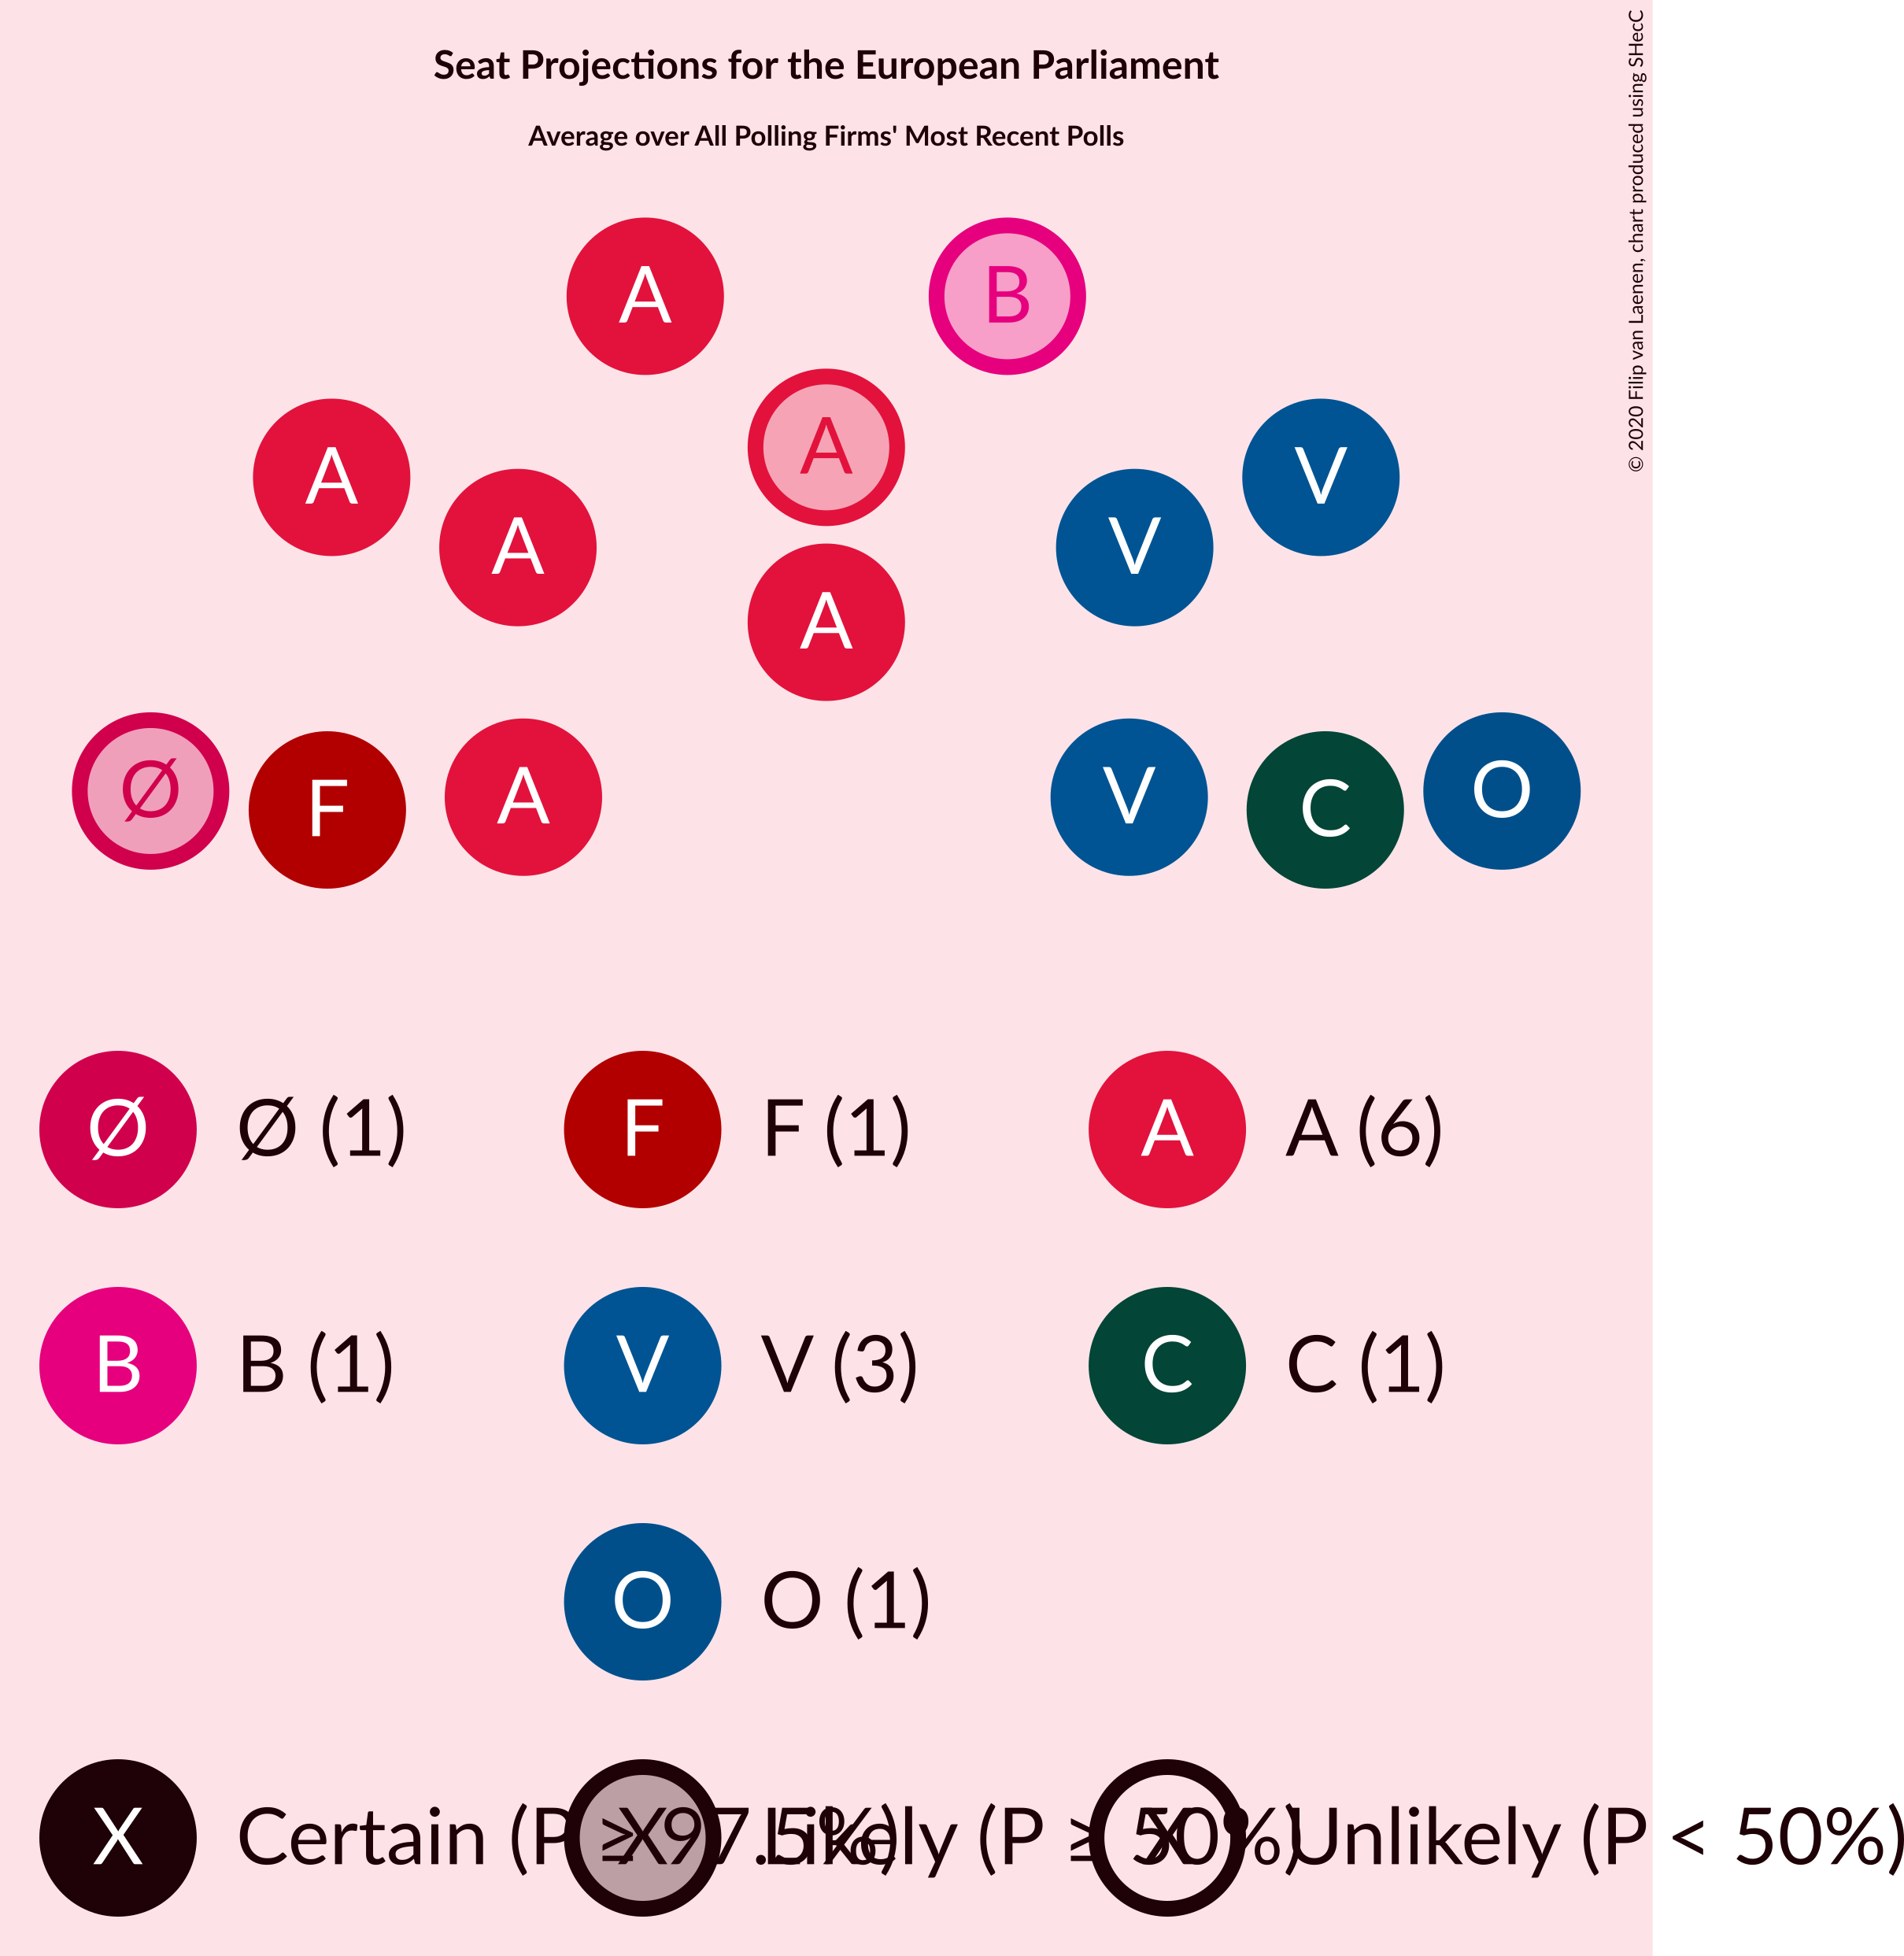 Seat Projections for the European Parliament
Average over All Polling Firms' Most Recent Polls
© 2020 Filip van Laenen, chart produced using SHecC
A B
A A A V V
A
Ø F A V C O
Ø Ø (1) F F (1) A A (6)
B B (1) V V (3) C C (1)
O O (1)
X Certain (P ≥ 97.5%) X Likely (P ≥ 50%) X Unlikely (P < 50%)